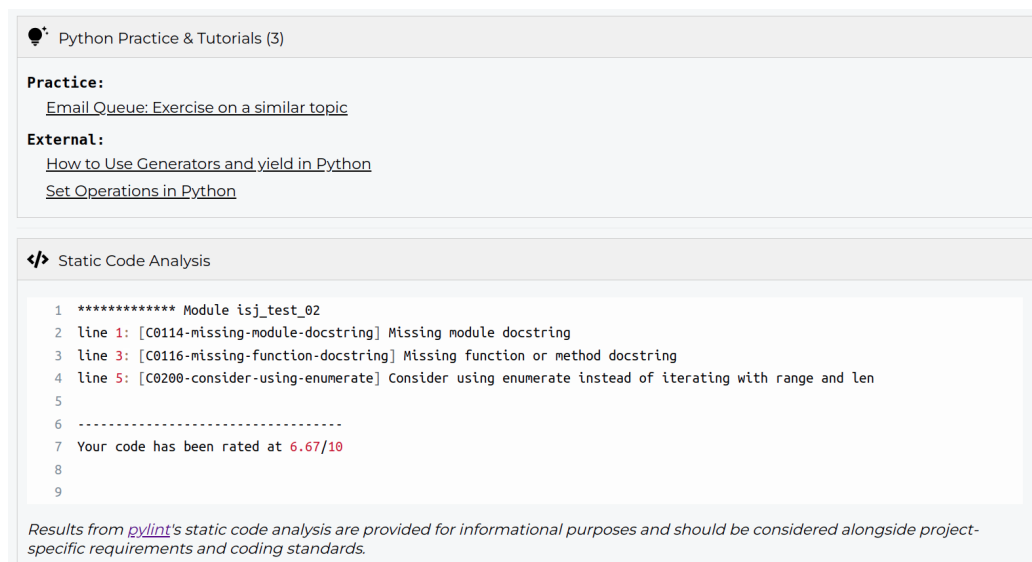 Python Practice & Tutorials (3)
Practice:
Email Queue: Exercise on a similar topic
External:
How to Use Generators and yield in Python
Set Operations in Python
Static Code Analysis
1 ************* Module isj_test_02
2 line 1: [C0114-missing-module-docstring] Missing module docstring
3 line 3: [C0116-missing-function-docstring] Missing function or method docstring
4 line 5: [C0200-consider-using-enumerate] Consider using enumerate instead of iterating with range and len
5
6 -----------------------------------
7 Your code has been rated at 6.67/10
8
9
Results from pylint's static code analysis are provided for informational purposes and should be considered alongside project-
specific requirements and coding standards.